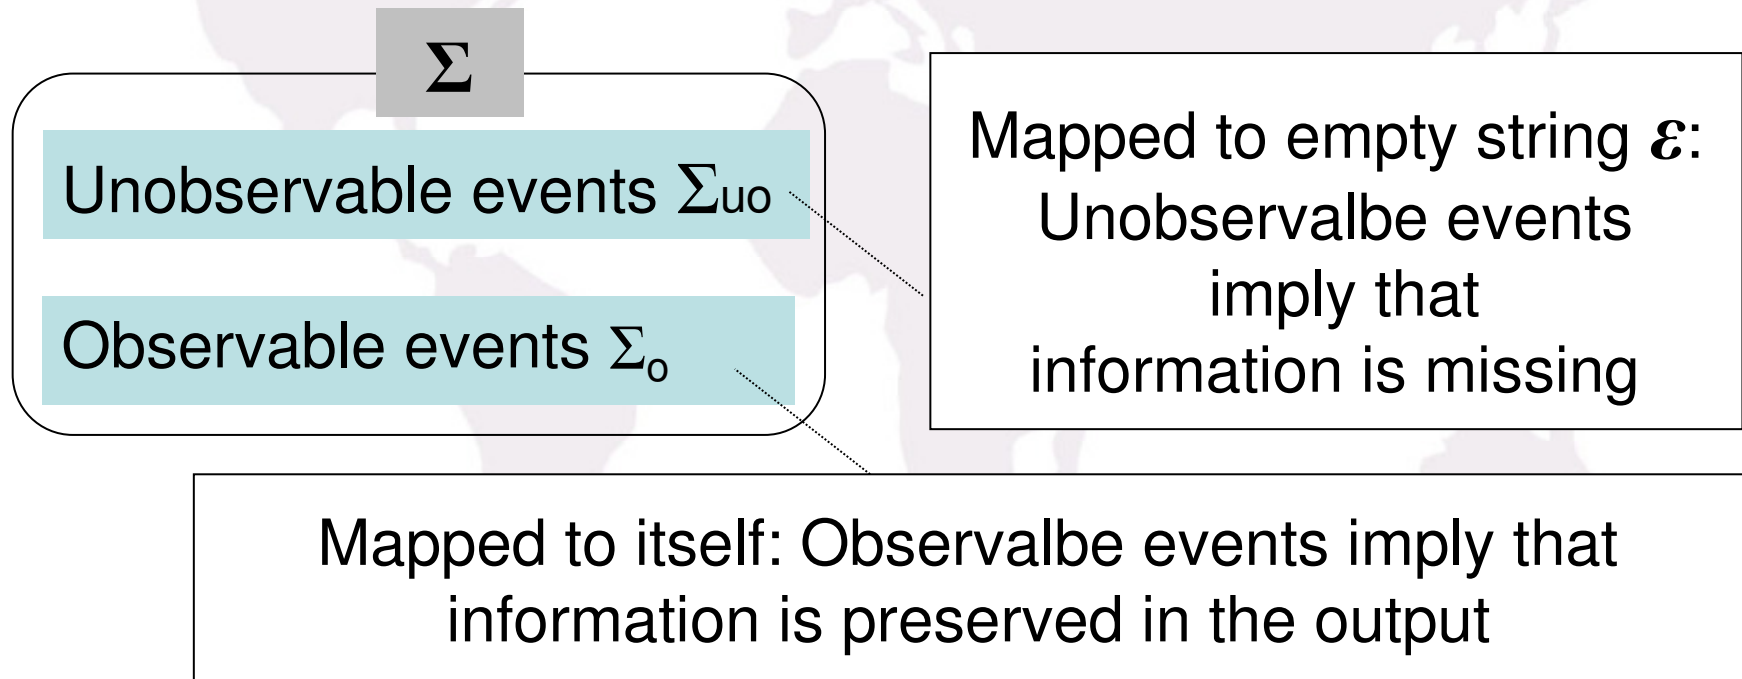 Σ
Unobservable events Σuo
Observable events Σo
Mapped to empty string ε:
Unobservalbe events
imply that
information is missing
Mapped to itself: Observalbe events imply that
information is preserved in the output